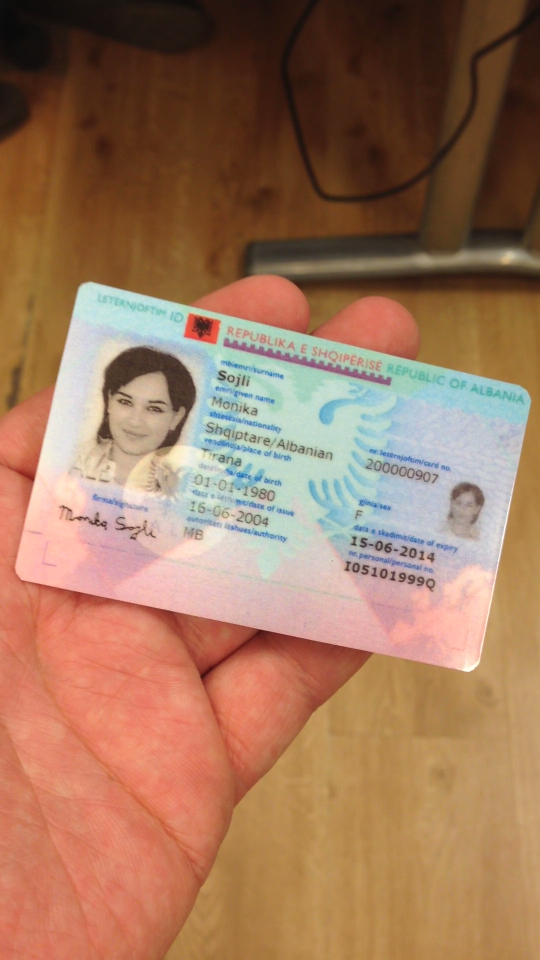 LETËRNJOFTIM ID REPUBLIKA E SHQIPËRISË REPUBLIC OF ALBANIA
mbiemri/surname
Sojli
emri/given name
Monika
shtetësia/nationality
Shqiptare/Albanian
vendlindja/place of birth
Tirana
datëlindja/date of birth
01-01-1980
data e lëshimit/date of issue
16-06-2004
autoriteti/issues/authority
MB
nr.letërnjoftim/card no.
200000907
gjinia/sex
F
data e skadimit/date of expiry
15-06-2014
nr.personal/personal no.
I05101999Q
firma/signature
Monika Sojli